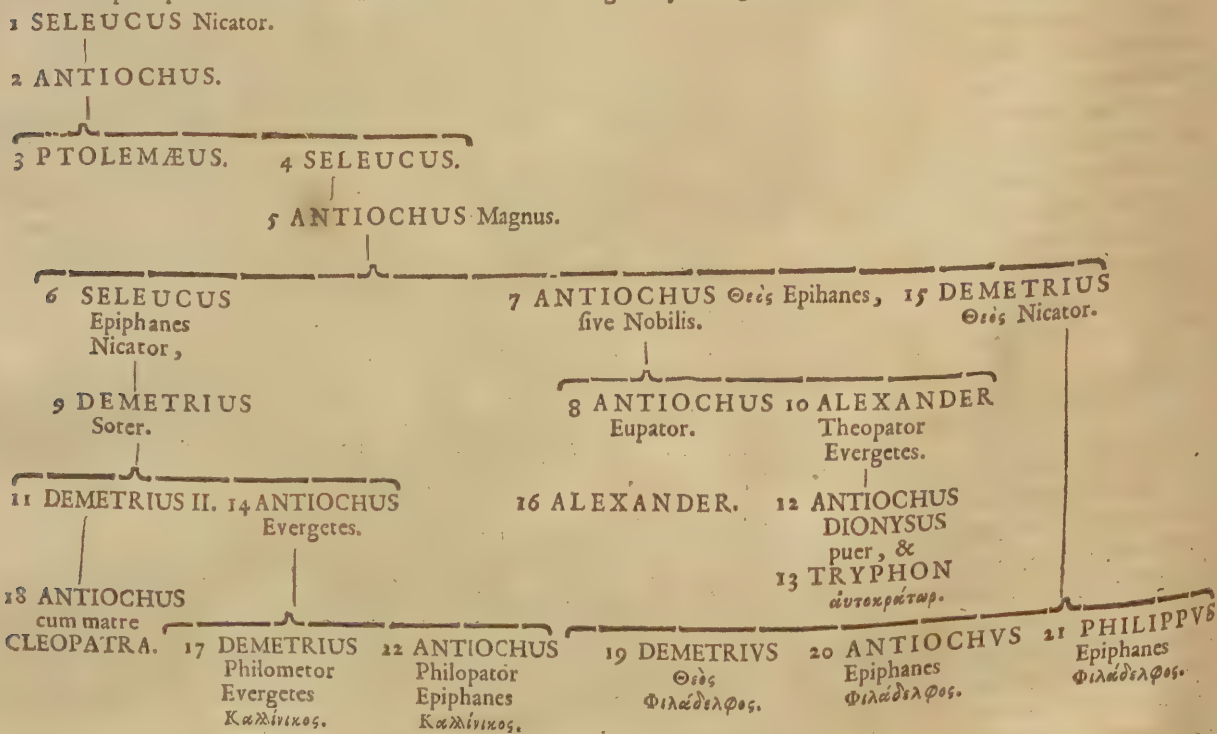 1 SELEUCUS Nicator.
2 ANTIOCHUS.
3 PTOLEMÆUS. 4 SELEUCUS.
5 ANTIOCHUS Magnus.
6 SELEUCUS
Epiphanes
Nicator,
7 ANTIOCHUS Θεὸς Epihanes,
ſive Nobilis.
15 DEMETRIUS
Θεὸς Nicator.
9 DEMETRIUS
Soter.
8 ANTIOCHUS
Eupator.
10 ALEXANDER
Theopator
Evergetes.
11 DEMETRIUS II. 14 ANTIOCHUS
Evergetes.
16 ALEXANDER.
12 ANTIOCHUS
DIONYSUS
puer, &
13 TRYPHON
αὐτοκράτωρ.
18 ANTIOCHUS
cum matre
CLEOPATRA.
17 DEMETRIUS
Philometor
Evergetes
Καλλίνικος.
22 ANTIOCHUS
Philopator
Epiphanes
Καλλίνικος.
19 DEMETRIVS
Θεὸς
Φιλάδελφος.
20 ANTIOCHVS
Epiphanes
Φιλάδελφος.
21 PHILIPPVS
Epiphanes
Φιλάδελφος.